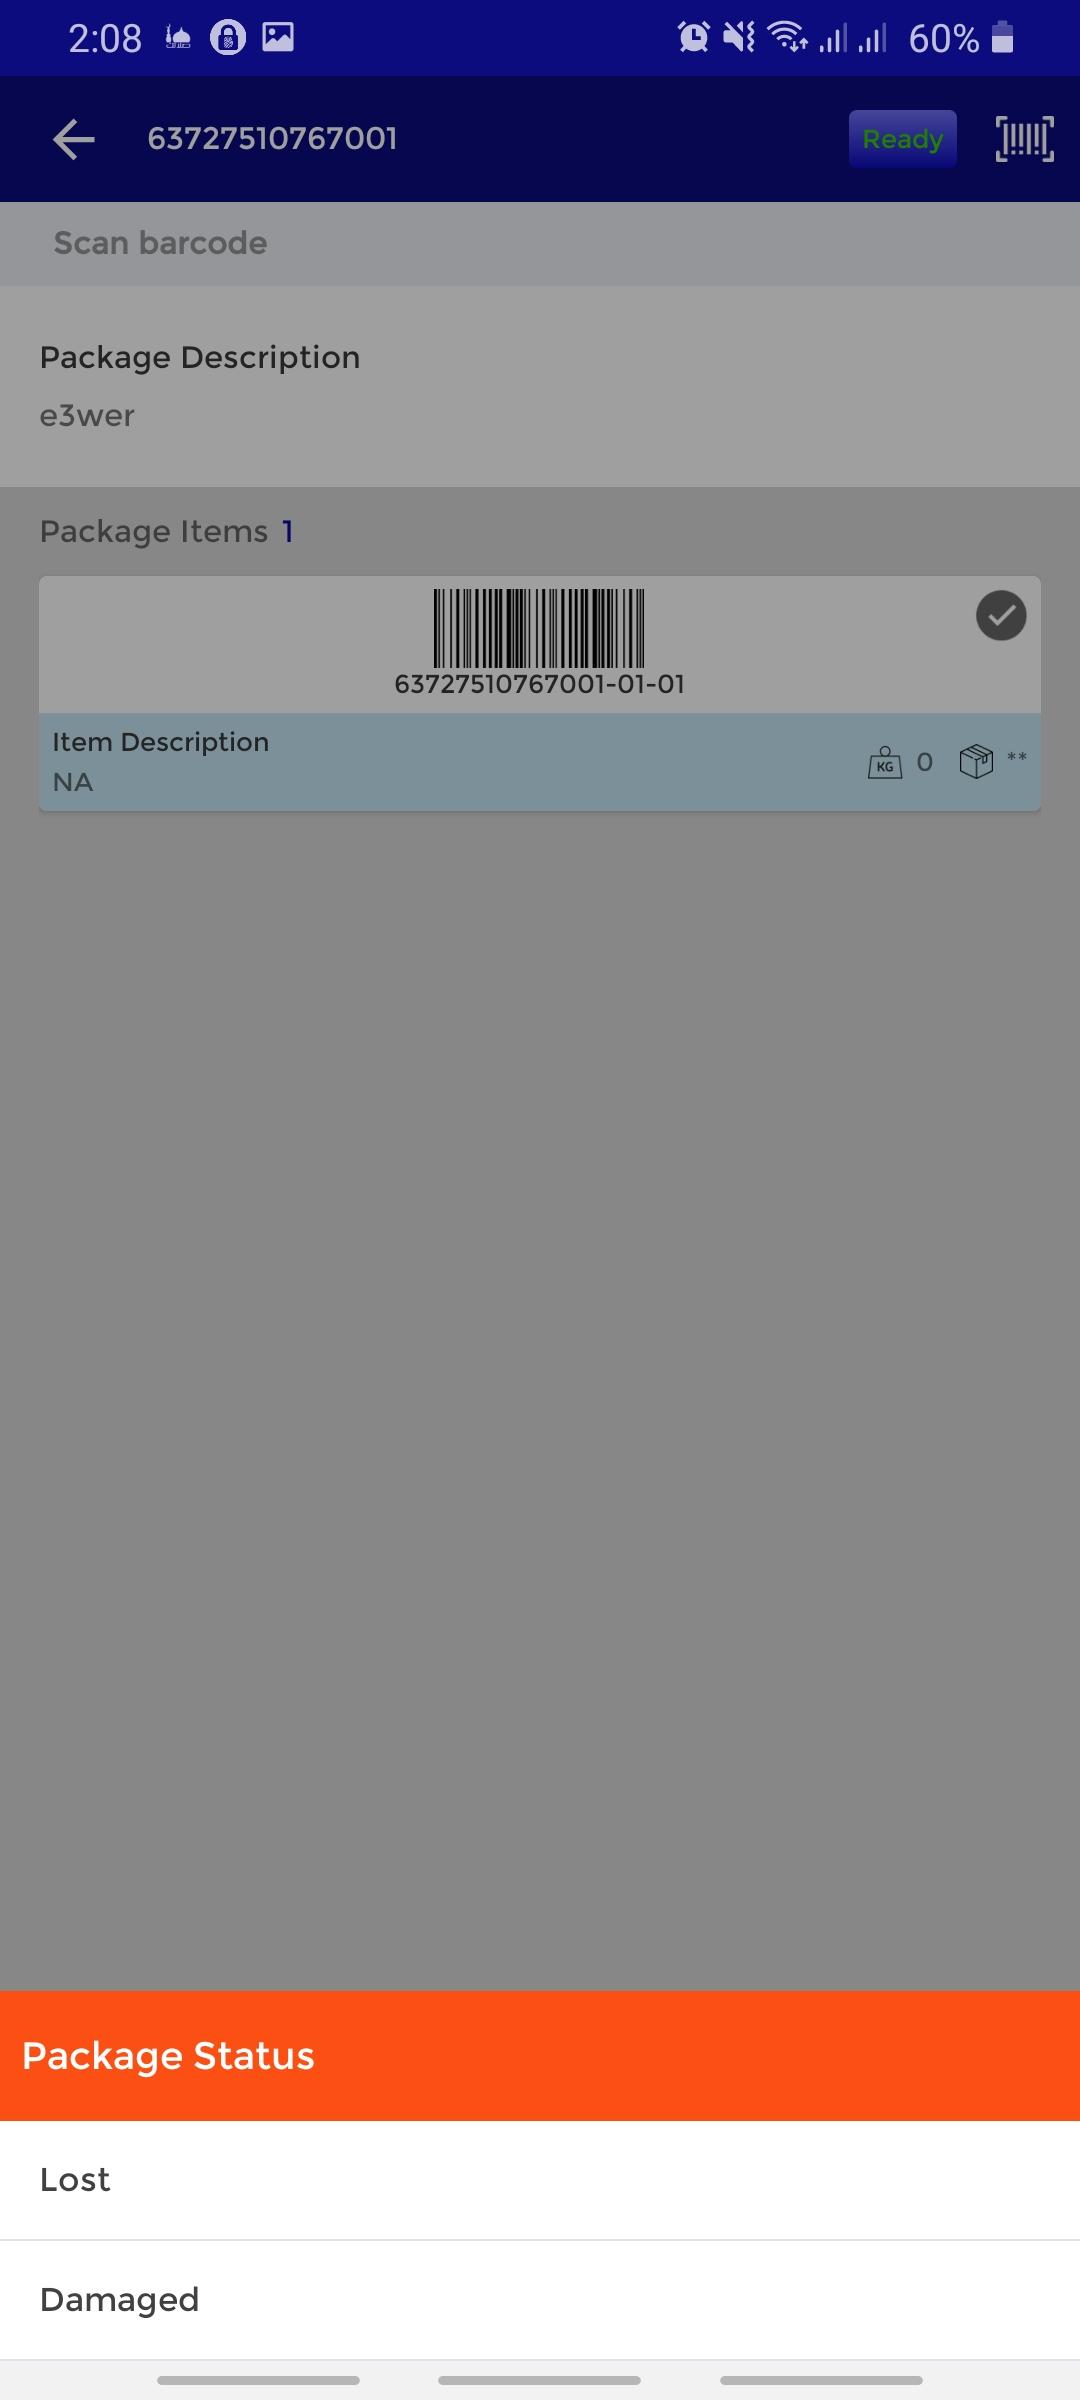 2:08
60%
63727510767001
Ready
Scan barcode
Package Description
e3wer
Package Items 1
63727510767001-01-01
Item Description
KG 0 **
NA
Package Status
Lost
Damaged